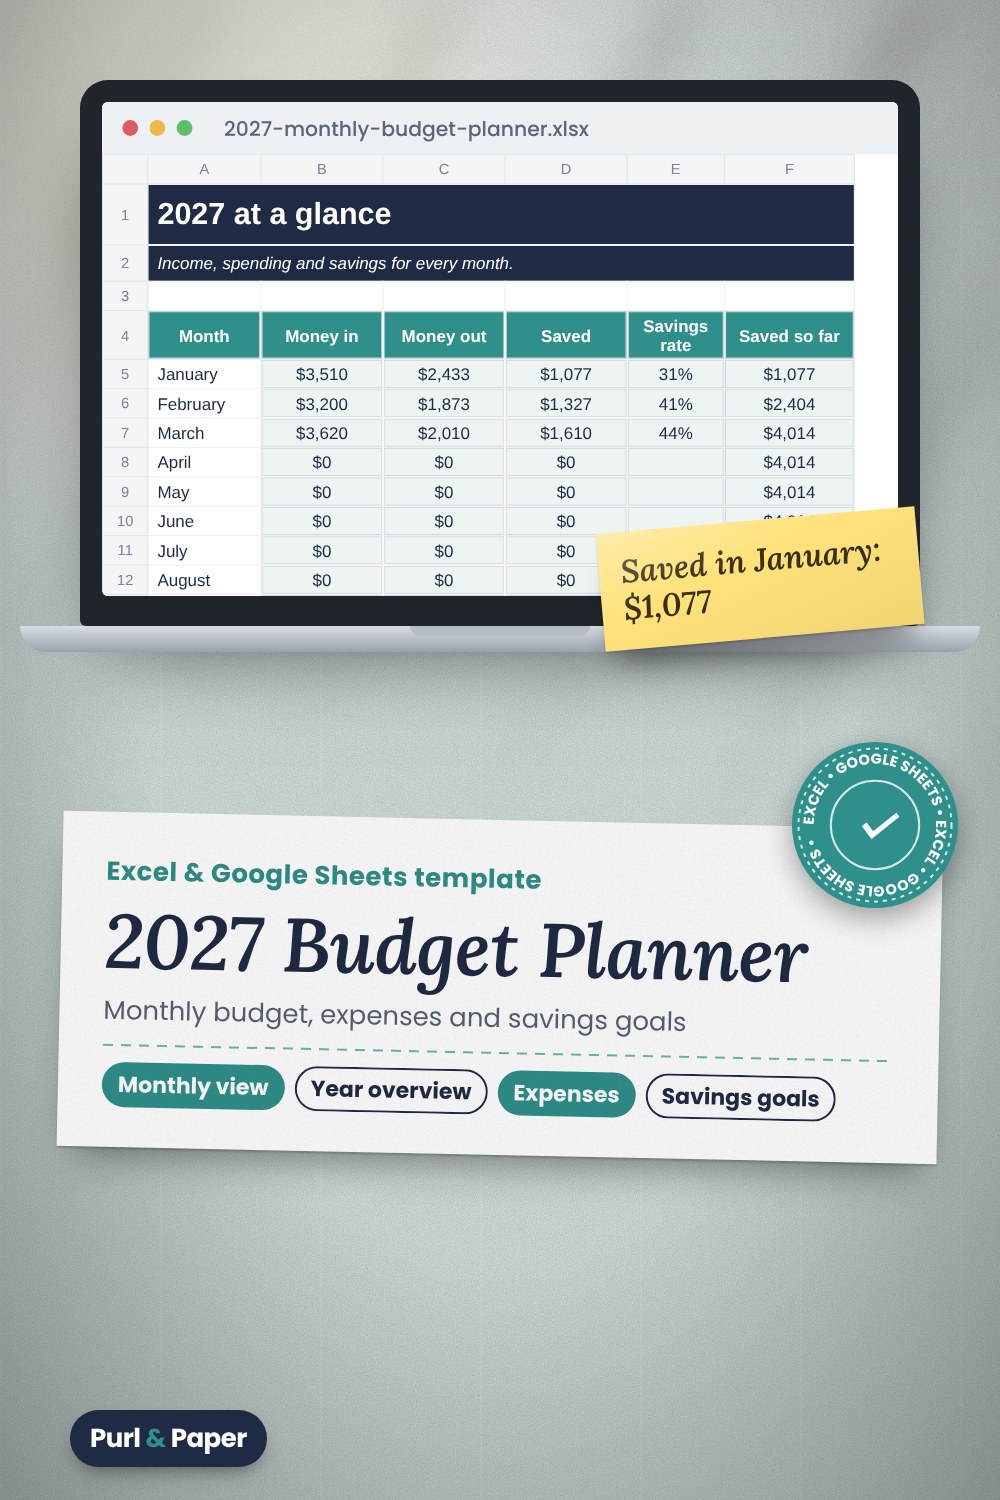 2027-monthly-budget-planner.xlsx
A B C D E F
1 2027 at a glance
2 Income, spending and savings for every month.
3
4 Month Money in Money out Saved Savings rate Saved so far
5 January $3,510 $2,433 $1,077 31% $1,077
6 February $3,200 $1,873 $1,327 41% $2,404
7 March $3,620 $2,010 $1,610 44% $4,014
8 April $0 $0 $0 $4,014
9 May $0 $0 $0 $4,014
10 June $0 $0 $0
11 July $0 $0 $0
12 August $0 $0 $0
Saved in January:
$1,077
EXCEL • GOOGLE SHEETS • EXCEL • GOOGLE SHEETS •
Excel & Google Sheets template
2027 Budget Planner
Monthly budget, expenses and savings goals
Monthly view Year overview Expenses Savings goals
Purl & Paper